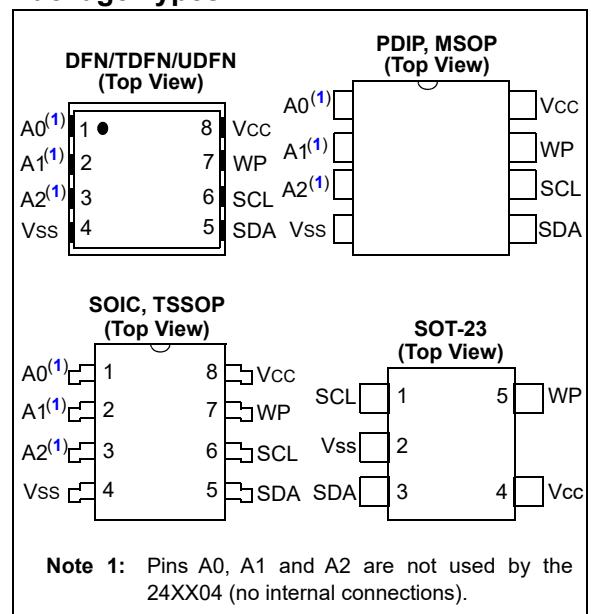 DFN/TDFN/UDFN
(Top View)
A0(1) 1 8 VCC
A1(1) 2 7 WP
A2(1) 3 6 SCL
VSS 4 5 SDA
PDIP, MSOP
(Top View)
A0(1) VCC
A1(1) WP
A2(1) SCL
VSS SDA
SOIC, TSSOP
(Top View)
A0(1) 1 8 VCC
A1(1) 2 7 WP
A2(1) 3 6 SCL
VSS 4 5 SDA
SOT-23
(Top View)
SCL 1 5 WP
VSS 2
SDA 3 4 Vcc
Note 1: Pins A0, A1 and A2 are not used by the
24XX04 (no internal connections).